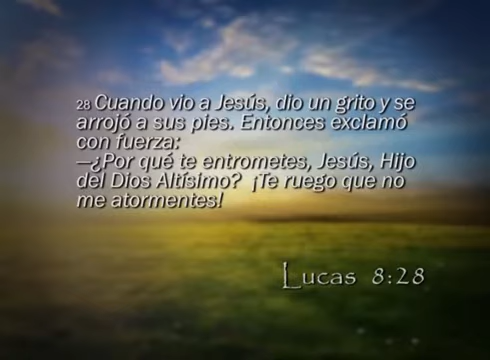 28 Cuando vio a Jesús, dio un grito y se
arrojó a sus pies. Entonces exclamó
con fuerza:
—¿Por qué te entrometes, Jesús, Hijo
del Dios Altísimo? ¡Te ruego que no
me atormentes!
Lucas 8:28